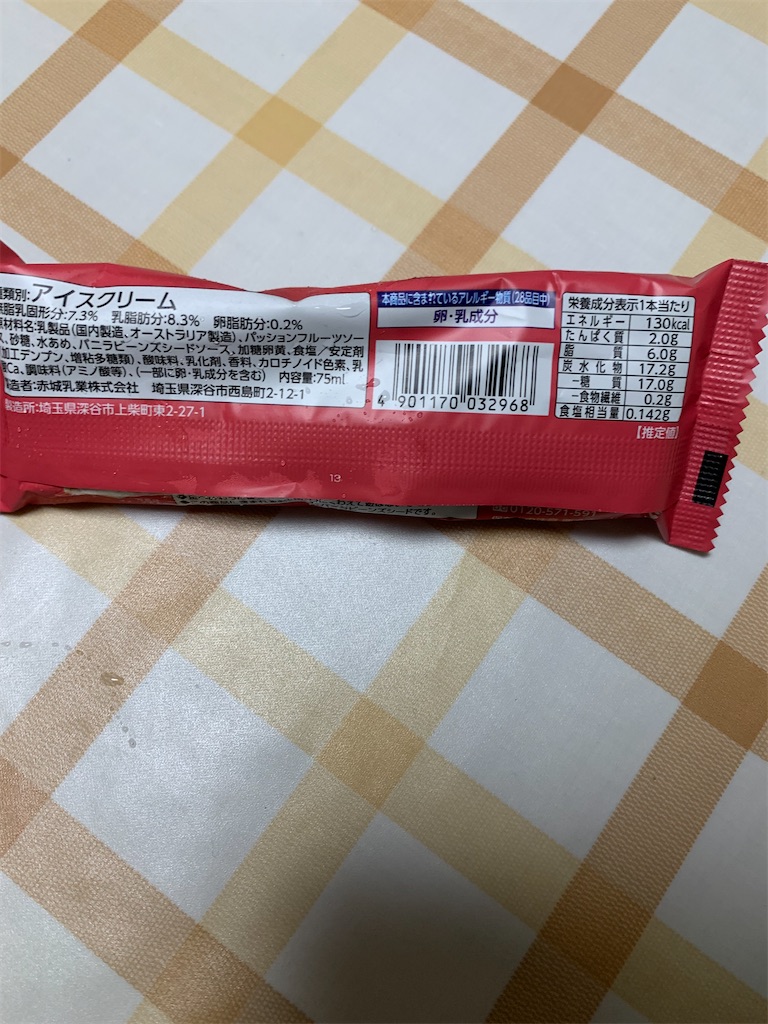 種類別:アイスクリーム
無脂乳固形分:7.3% 乳脂肪分:8.3% 卵脂肪分:0.2%
原材料名:乳製品(国内製造、オーストラリア製造)、パッションフルーツソー
ス、砂糖、水あめ、バニラビーンズシードソース、加糖卵黄、食塩/安定剤
(加工デンプン、増粘多糖類)、酸味料、乳化剤、香料、カロチノイド色素、乳
酸Ca、調味料(アミノ酸等)、(一部に卵・乳成分を含む) 内容量:75ml
製造者:赤城乳業株式会社 埼玉県深谷市西島町2-12-1
製造所:埼玉県深谷市上柴町東2-27-1
本商品に含まれているアレルギー物質(28品目中)
卵・乳成分
4 901170 032968
栄養成分表示1本当たり
エネルギー 130kcal
たんぱく質 2.0g
脂質 6.0g
炭水化物 17.2g
-糖質 17.0g
-食物繊維 0.2g
食塩相当量 0.142g
【推定値】
13
0120-571-591